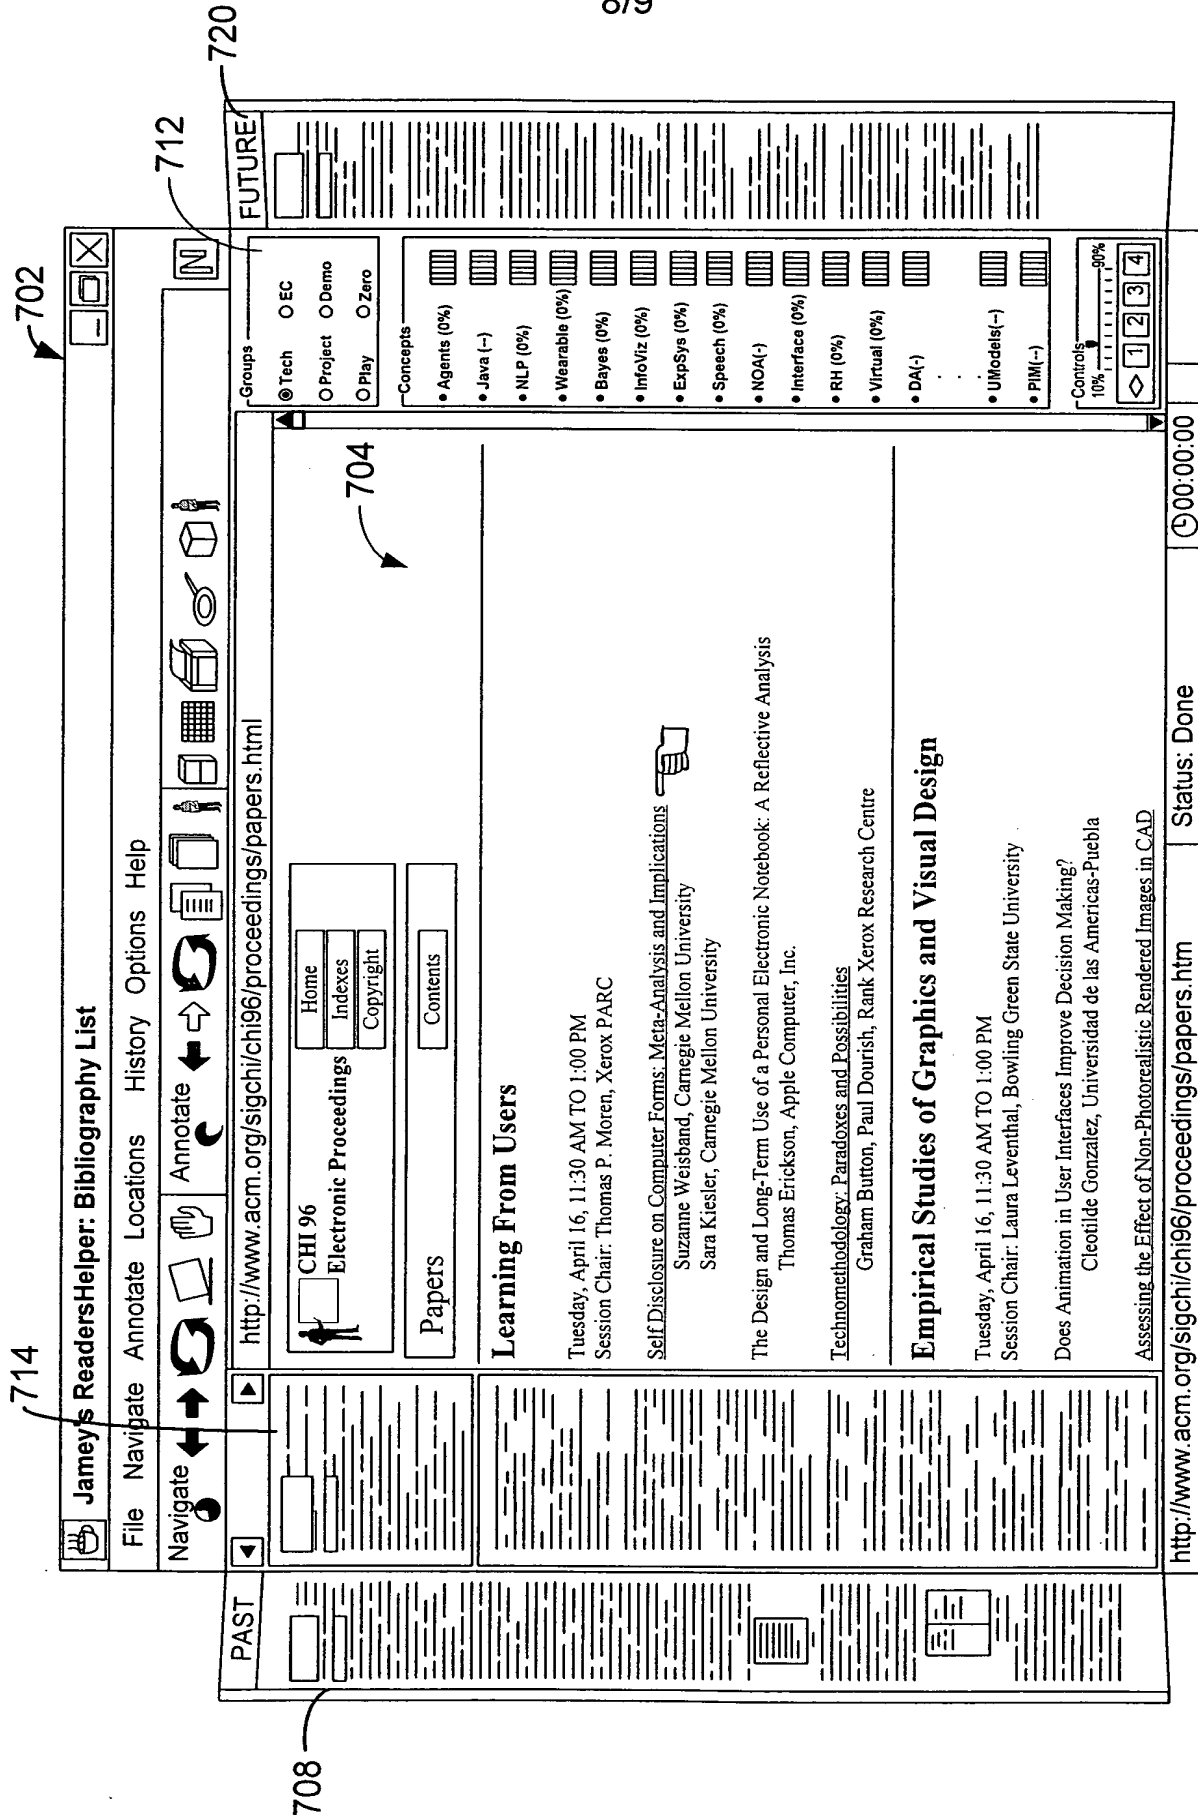 8/9
702
Jamey's ReadersHelper: Bibliography List
File Navigate Annotate Locations History Options Help
Navigate
Annotate
N
714
http://www.acm.org/sigchi/chi96/proceedings/papers.html
712
720
PAST
FUTURE
708
CHI 96
Electronic Proceedings
Home
Indexes
Copyright
Papers
Contents
704
Learning From Users
Tuesday, April 16, 11:30 AM TO 1:00 PM
Session Chair: Thomas P. Moren, Xerox PARC
Self Disclosure on Computer Forms: Meta-Analysis and Implications
Suzanne Weisband, Carnegie Mellon University
Sara Kiesler, Carnegie Mellon University
The Design and Long-Term Use of a Personal Electronic Notebook: A Reflective Analysis
Thomas Erickson, Apple Computer, Inc.
Technomethodology: Paradoxes and Possibilities
Graham Button, Paul Dourish, Rank Xerox Research Centre
Empirical Studies of Graphics and Visual Design
Tuesday, April 16, 11:30 AM TO 1:00 PM
Session Chair: Laura Leventhal, Bowling Green State University
Does Animation in User Interfaces Improve Decision Making?
Cleotilde Gonzalez, Universidad de las Americas-Puebla
Assessing the Effect of Non-Photorealistic Rendered Images in CAD
Groups
Tech EC
Project Demo
Play Zero
Concepts
• Agents (0%)
• Java (--)
• NLP (0%)
• Wearable (0%)
• Bayes (0%)
• InfoViz (0%)
• ExpSys (0%)
• Speech (0%)
• NOA(-)
• Interface (0%)
• RH (0%)
• Virtual (0%)
• DA(-)
• UModels(--)
• PIM(--)
Controls
10% 90%
1 2 3 4
http://www.acm.org/sigchi/chi96/proceedings/papers.htm
Status: Done
00:00:00